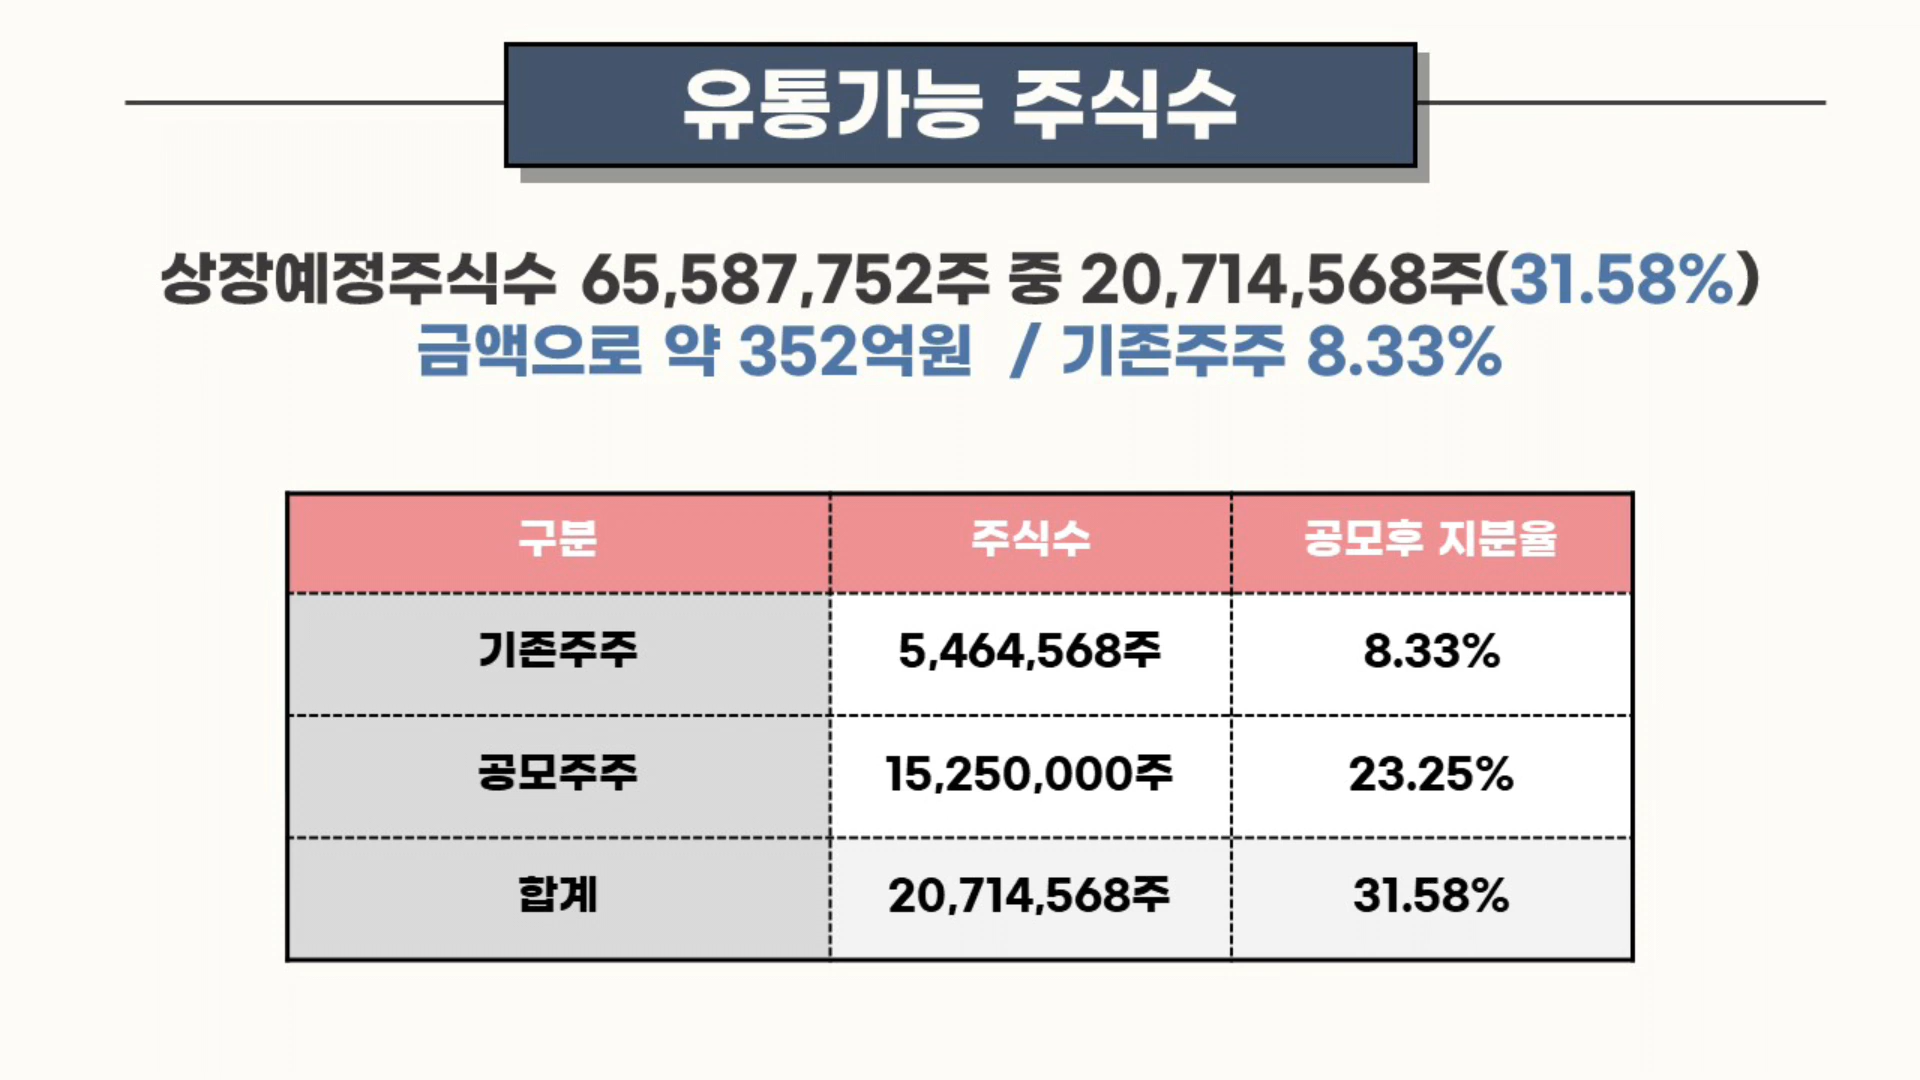 유통가능 주식수
상장예정주식수 65,587,752주 중 20,714,568주(31.58%)
금액으로 약 352억원 / 기존주주 8.33%
구분 주식수 공모후 지분율
기존주주 5,464,568주 8.33%
공모주주 15,250,000주 23.25%
합계 20,714,568주 31.58%